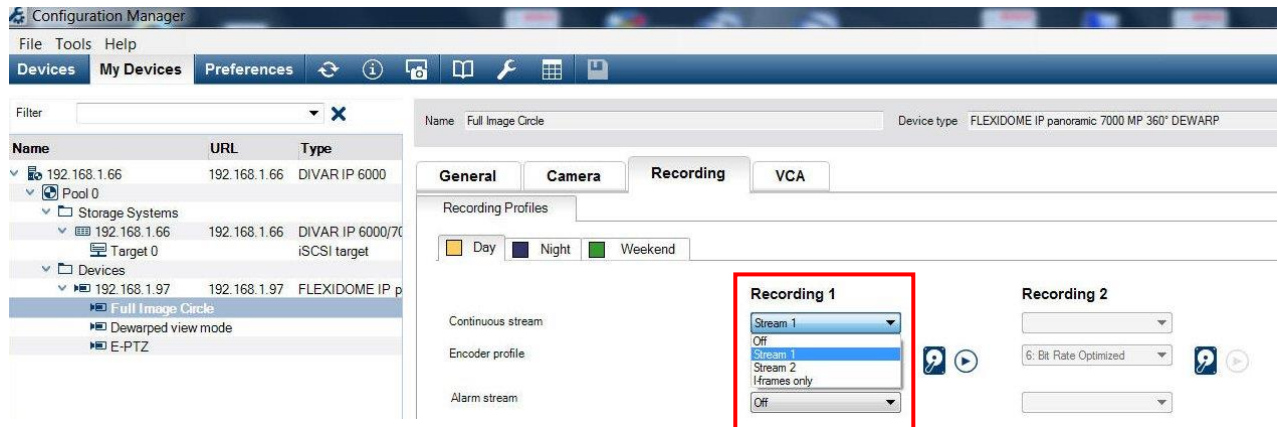 Configuration Manager
File Tools Help
Devices My Devices Preferences
Filter
Name URL Type
192.168.1.66 192.168.1.66 DIVAR IP 6000
Pool 0
Storage Systems
192.168.1.66 192.168.1.66 DIVAR IP 6000/70
Target 0 iSCSI target
Devices
192.168.1.97 192.168.1.97 FLEXIDOME IP p
Full Image Circle
Dewarped view mode
E-PTZ
Name Full Image Circle Device type FLEXIDOME IP panoramic 7000 MP 360° DEWARP
General Camera Recording VCA
Recording Profiles
Day Night Weekend
Recording 1 Recording 2
Continuous stream Stream 1
Off
Encoder profile Stream 1 6: Bit Rate Optimized
Stream 2
I-frames only
Alarm stream Off